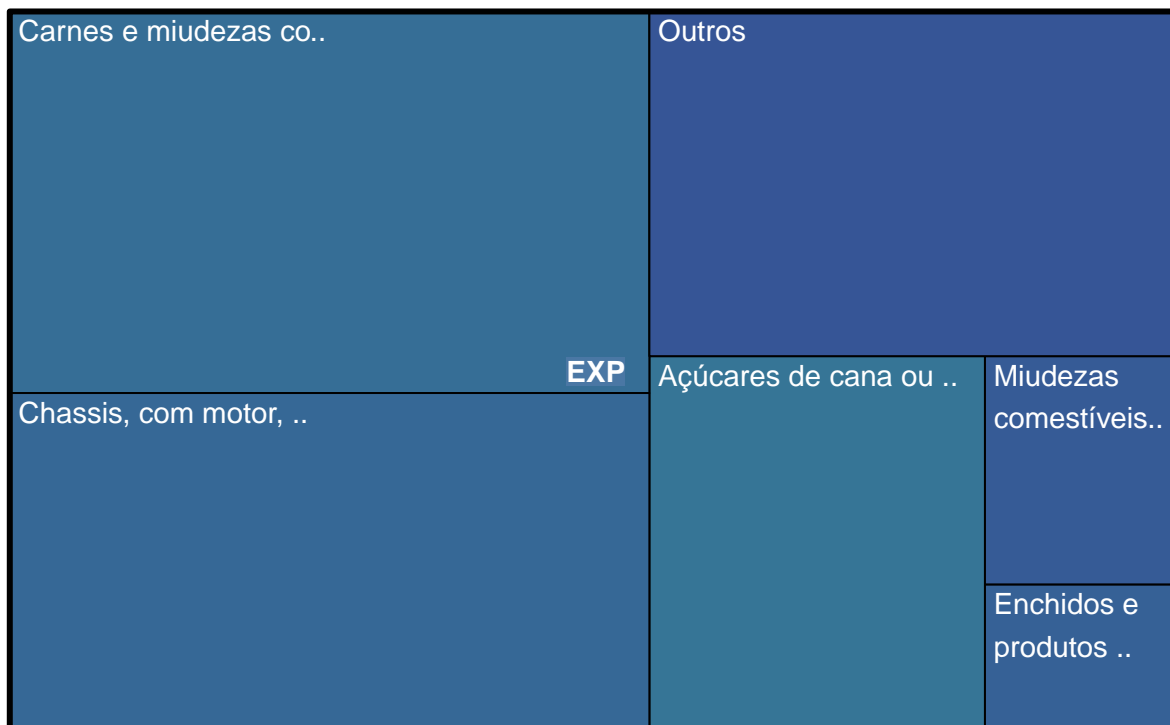 Carnes e miudezas co..
Outros
EXP
Chassis, com motor, ..
Açúcares de cana ou ..
Miudezas
comestíveis..
Enchidos e
produtos ..